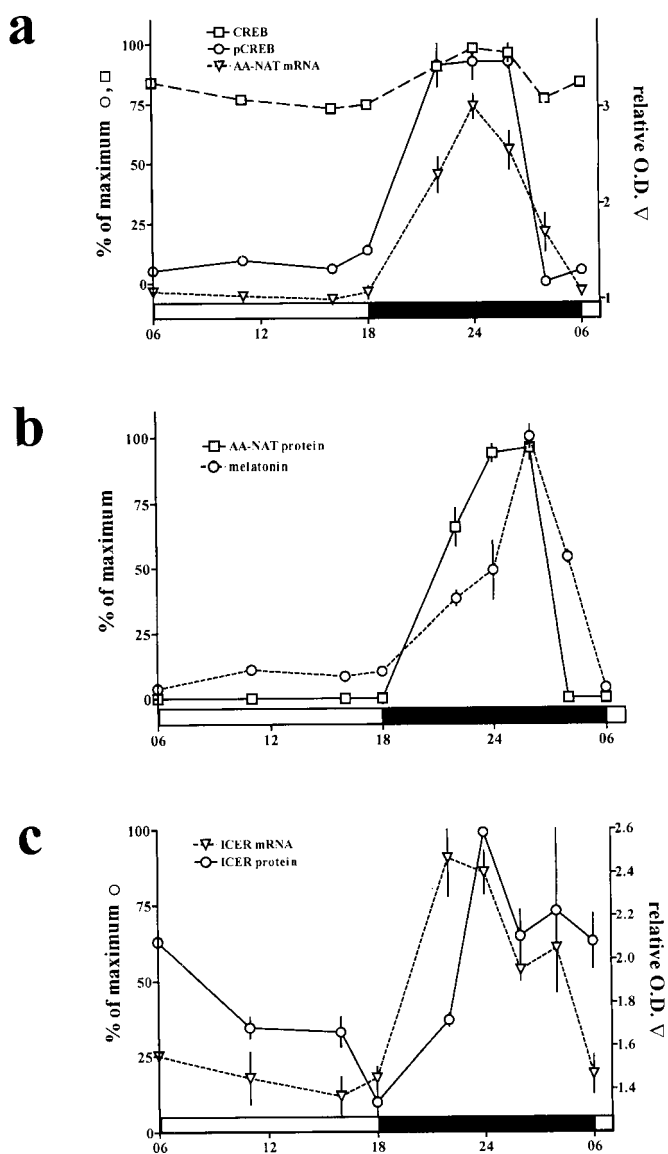 a
CREB
pCREB
AA-NAT mRNA
% of maximum ○, □
100
75
50
25
0
relative O.D. ▽
3
2
1
06
12
18
24
06
b
AA-NAT protein
melatonin
% of maximum
100
75
50
25
0
06
12
18
24
06
c
ICER mRNA
ICER protein
% of maximum ○
100
75
50
25
0
relative O.D. ▽
2.6
2.4
2.2
2.0
1.8
1.6
1.4
06
12
18
24
06